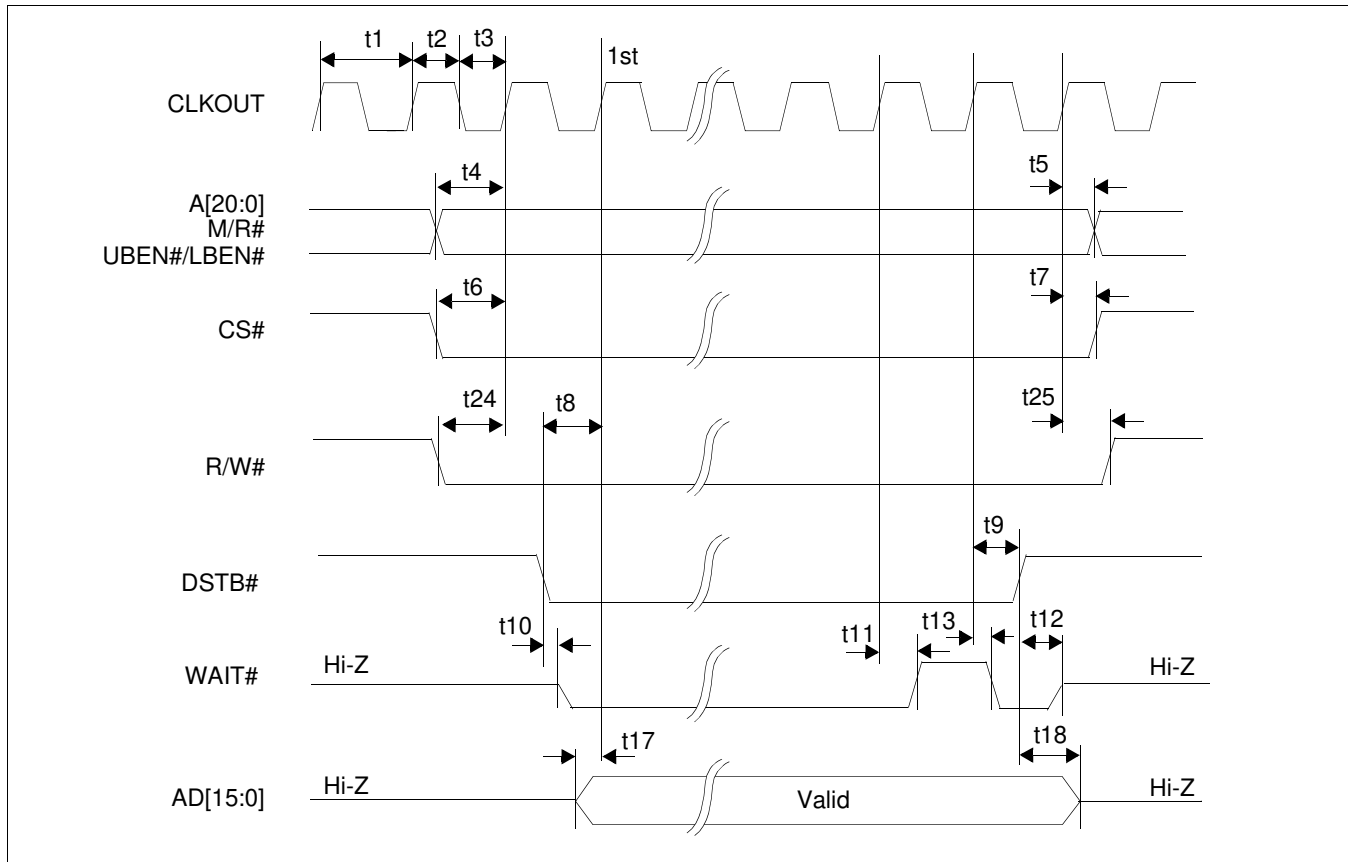 t1
t2
t3
1st
CLKOUT
t4
t5
A[20:0]
M/R#
UBEN#/LBEN#
t6
t7
CS#
t24
t8
t25
R/W#
t9
DSTB#
t10
t11
t13
t12
WAIT#
Hi-Z
Hi-Z
t17
t18
AD[15:0]
Hi-Z
Valid
Hi-Z